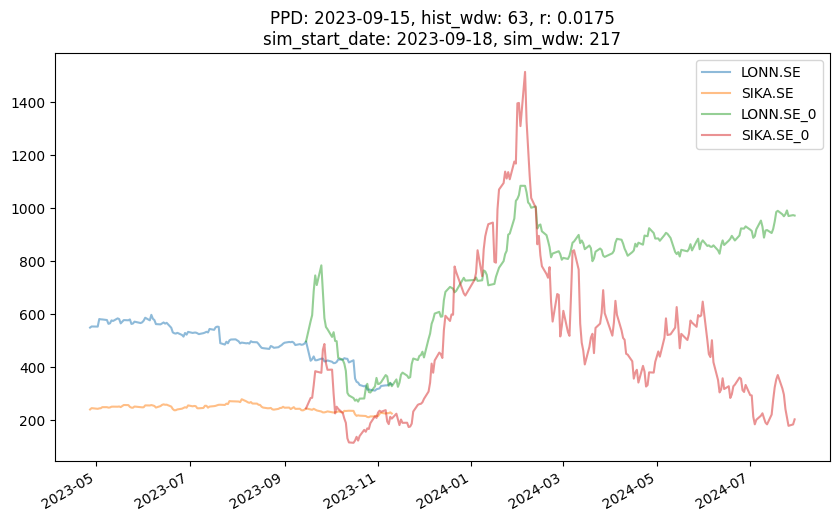 PPD: 2023-09-15, hist_wdw: 63, r: 0.0175
sim_start_date: 2023-09-18, sim_wdw: 217
LONN.SE
SIKA.SE
LONN.SE_0
SIKA.SE_0
1400
1200
1000
800
600
400
200
2023-05
2023-07
2023-09
2023-11
2024-01
2024-03
2024-05
2024-07